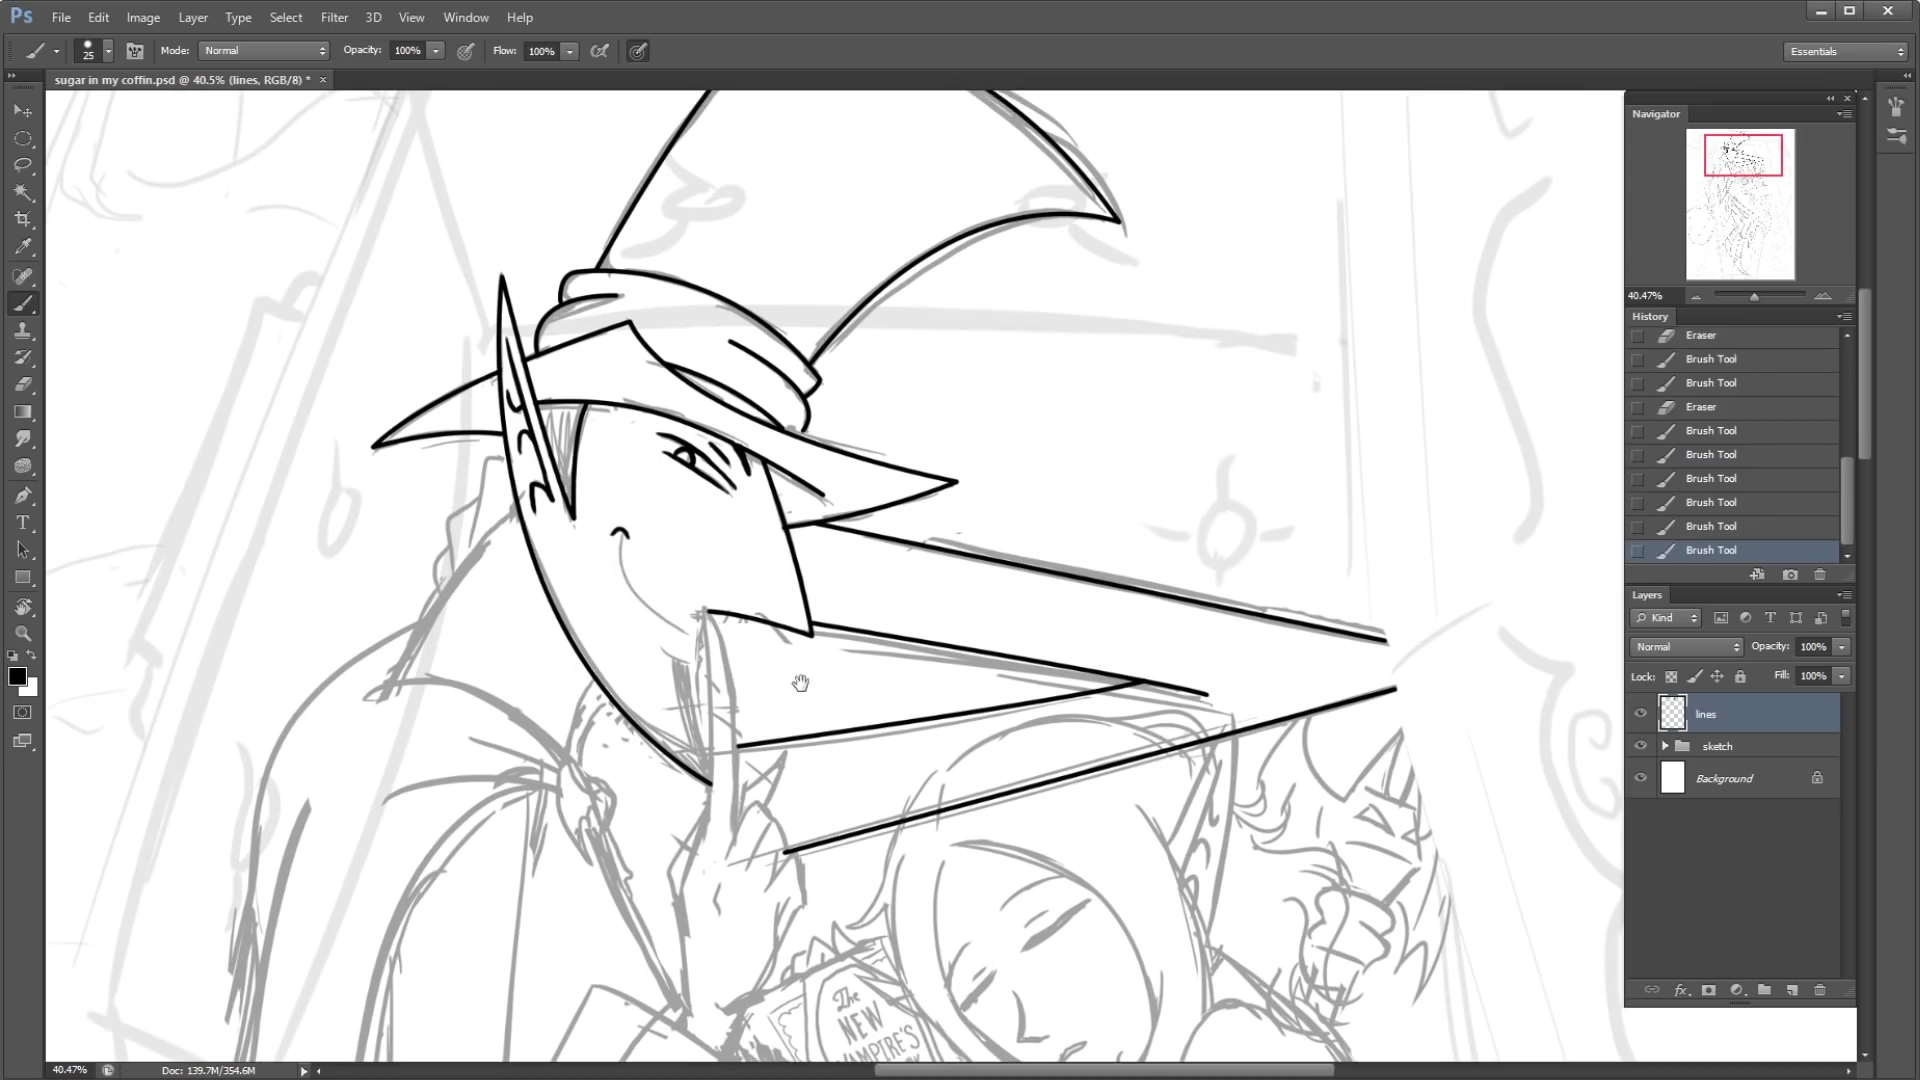 Ps File Edit Image Layer Type Select Filter 3D View Window Help
25 Mode: Normal Opacity: 100% Flow: 100% Essentials
sugar in my coffin.psd @ 40.5% (lines, RGB/8) * ×
Navigator
40.47%
History
Eraser
Brush Tool
Brush Tool
Eraser
Brush Tool
Brush Tool
Brush Tool
Brush Tool
Brush Tool
Brush Tool
Layers
Kind
Normal Opacity: 100%
Lock: Fill: 100%
lines
sketch
Background
The
NEW
VAMPIRE'S
40.47% Doc: 139.7M/354.6M